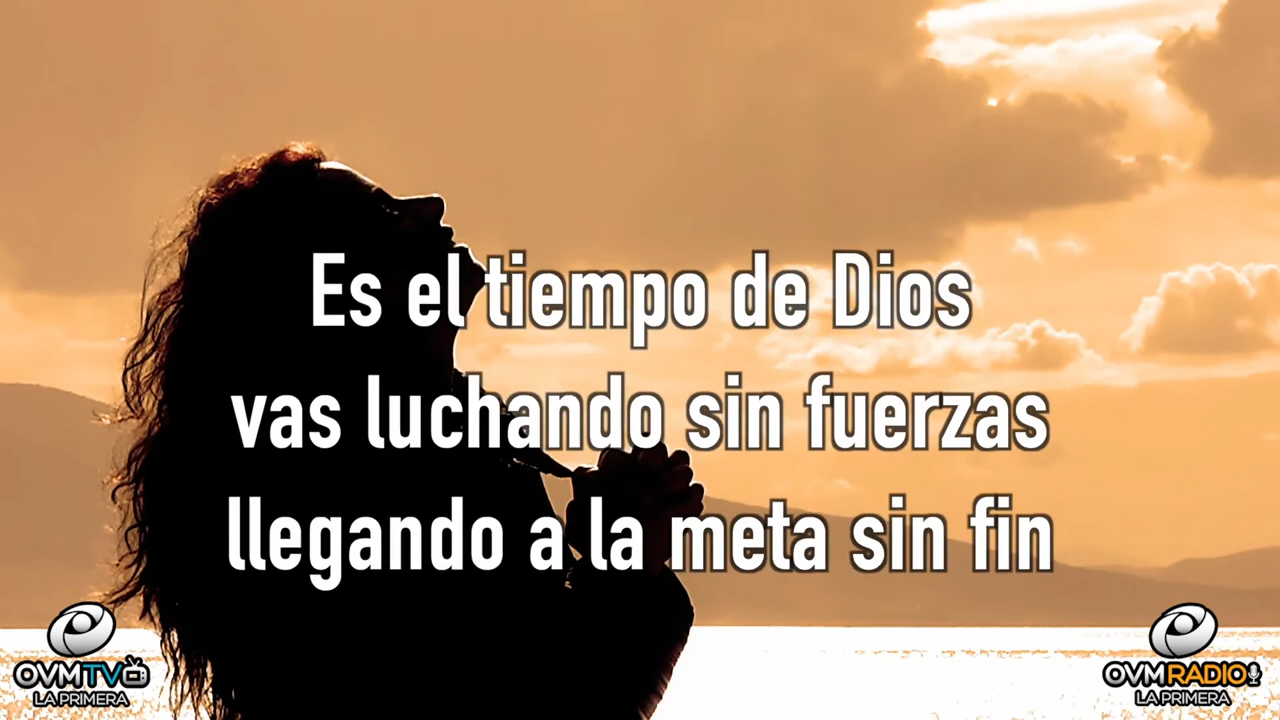 Es el tiempo de Dios
vas luchando sin fuerzas
llegando a la meta sin fin
OVMTV
LA PRIMERA
OVMRADIO
LA PRIMERA